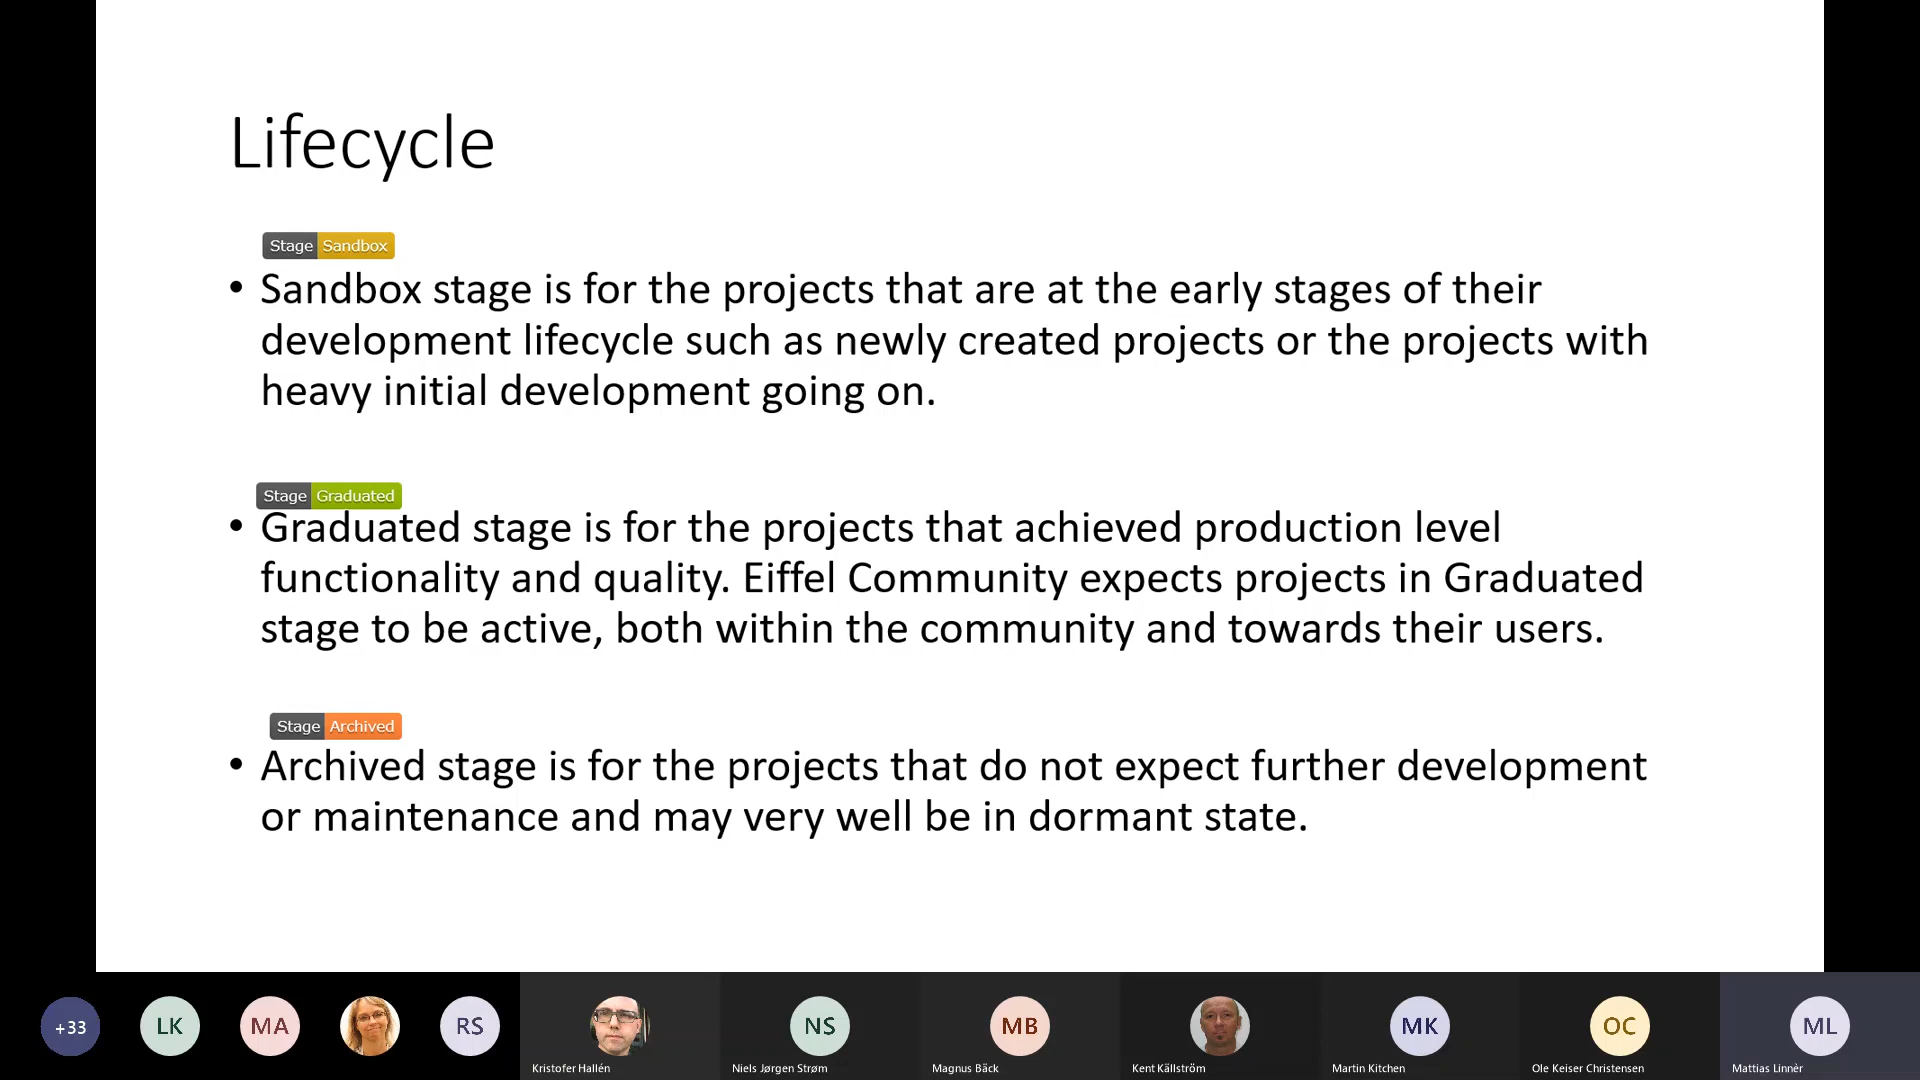 Lifecycle
Stage Sandbox
• Sandbox stage is for the projects that are at the early stages of their
development lifecycle such as newly created projects or the projects with
heavy initial development going on.
Stage Graduated
• Graduated stage is for the projects that achieved production level
functionality and quality. Eiffel Community expects projects in Graduated
stage to be active, both within the community and towards their users.
Stage Archived
• Archived stage is for the projects that do not expect further development
or maintenance and may very well be in dormant state.
+33 LK MA RS NS MB MK OC ML
Kristofer Hallén Niels Jørgen Strøm Magnus Bäck Kent Källström Martin Kitchen Ole Keiser Christensen Mattias Linnèr